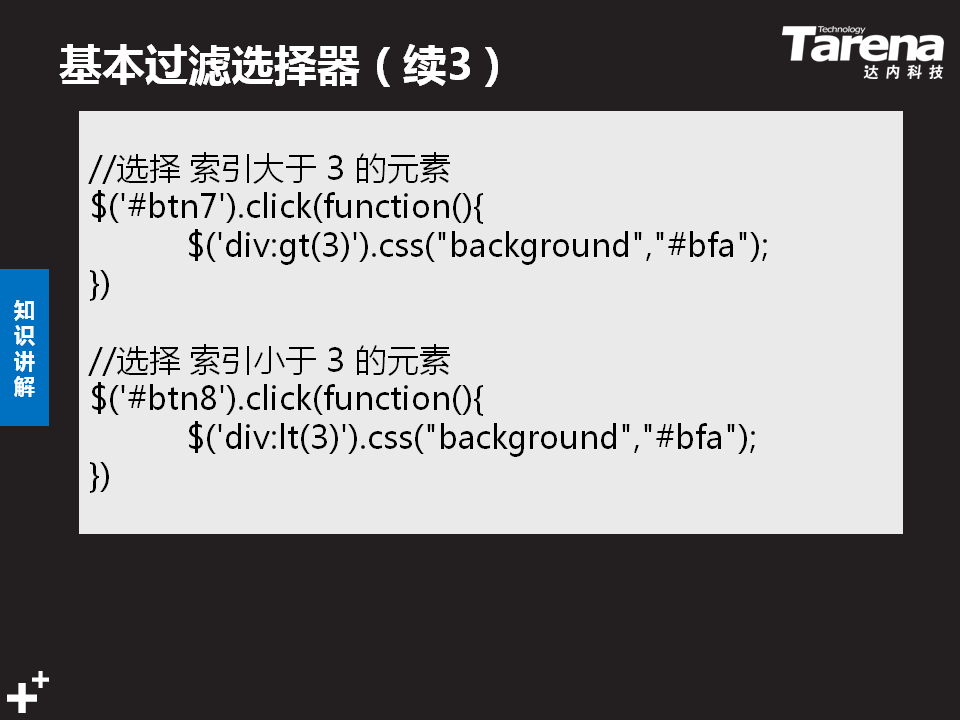 基本过滤选择器（续3）
Technology
Tarena
达内科技
//选择 索引大于 3 的元素
$('#btn7').click(function(){
$('div:gt(3)').css("background","#bfa");
})
//选择 索引小于 3 的元素
$('#btn8').click(function(){
$('div:lt(3)').css("background","#bfa");
})
知
识
讲
解